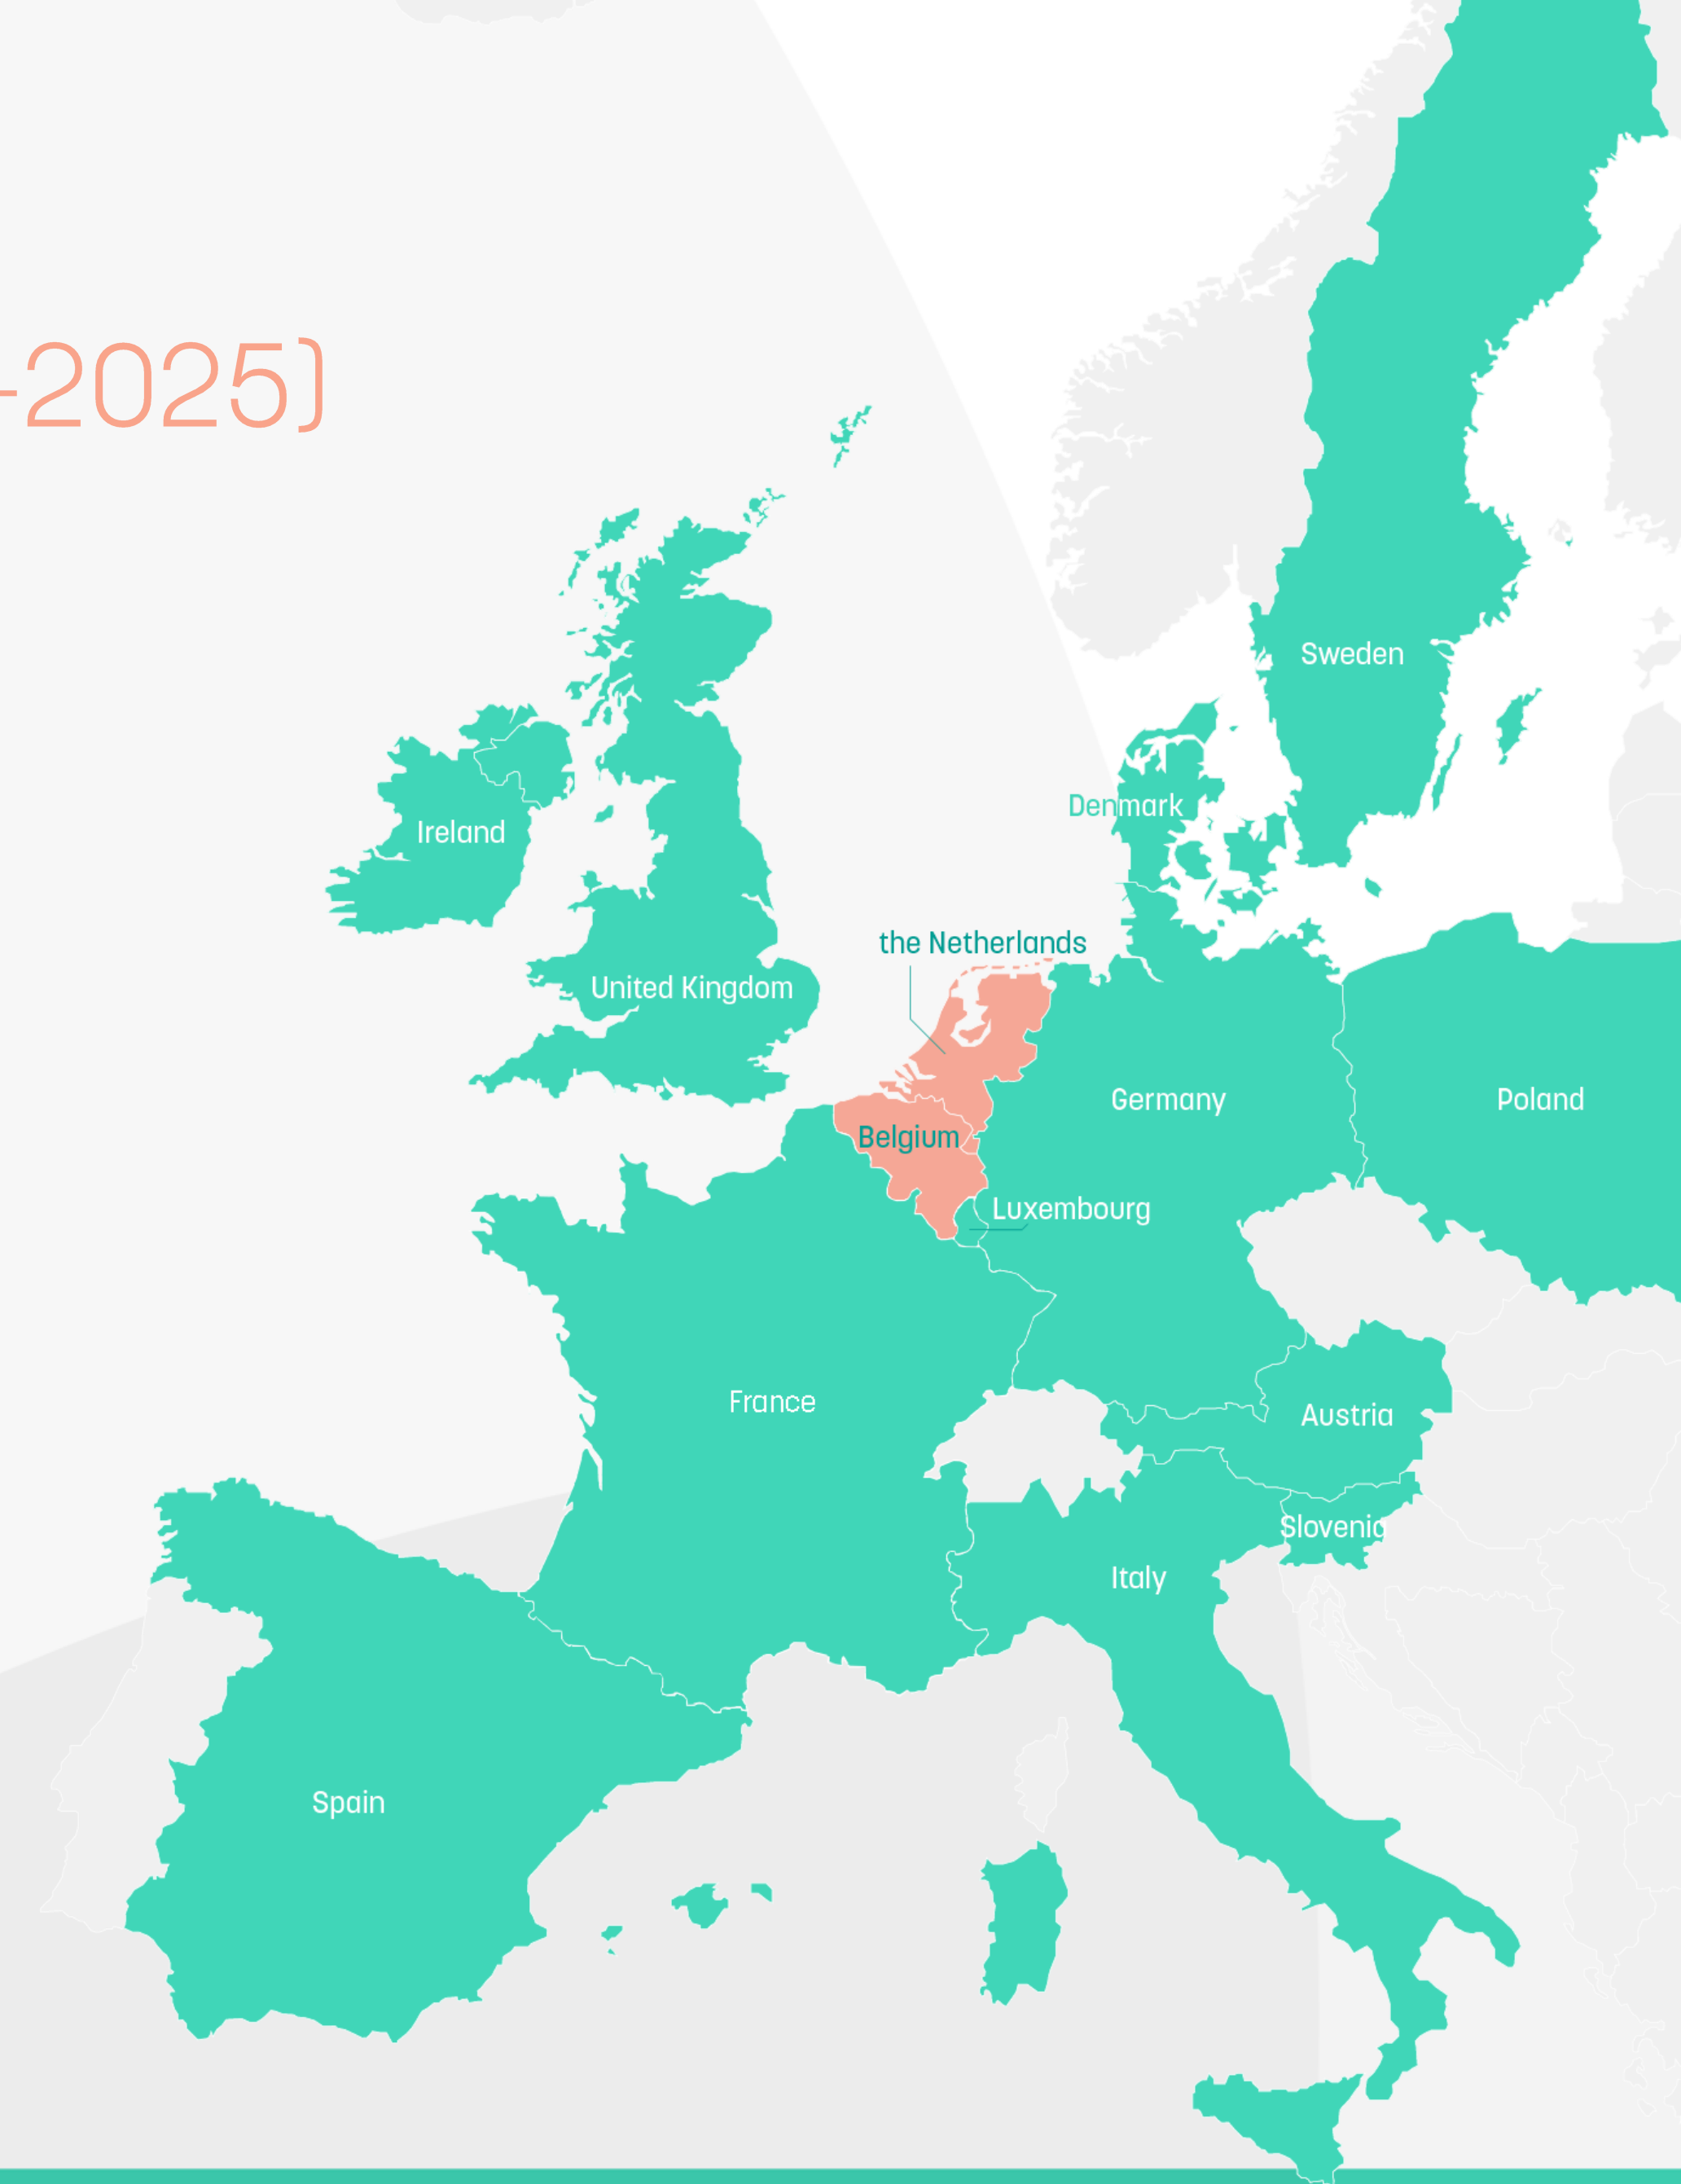 -2025)
Sweden
Denmark
Ireland
the Netherlands
United Kingdom
Germany
Poland
Belgium
Luxembourg
France
Austria
Slovenia
Italy
Spain